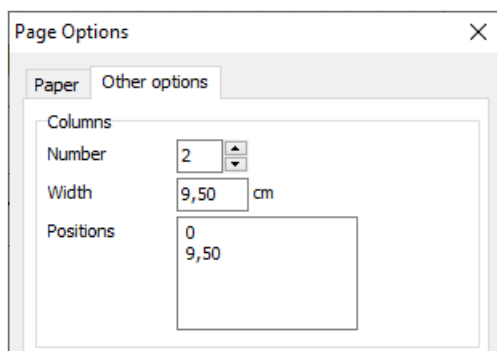 Page Options
Paper Other options
Columns
Number 2
Width 9,50 cm
Positions 0
9,50